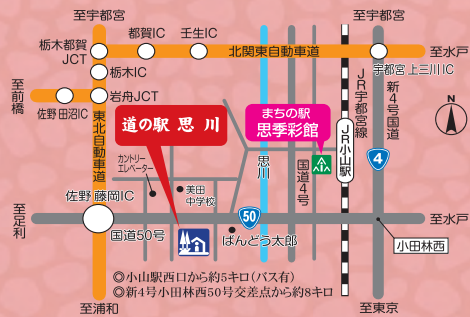 至宇都宮
至宇都宮
都賀IC
壬生IC
栃木都賀
JCT
北関東自動車道
至水戸
宇都宮 上三川IC
栃木IC
至前橋
岩舟JCT
佐野 田沼IC
東北自動車道
道の駅 思川
まちの駅
思季彩館
JR宇都宮線
新4号国道
N
JR小山駅
カントリー
エレベーター
美田
中学校
思川
国道4号
4
佐野 藤岡IC
至足利
国道50号
50
ばんどう太郎
至水戸
小田林西
◎小山駅西口から約5キロ(バス有)
◎新4号小田林西50号交差点から約8キロ
至浦和
至東京